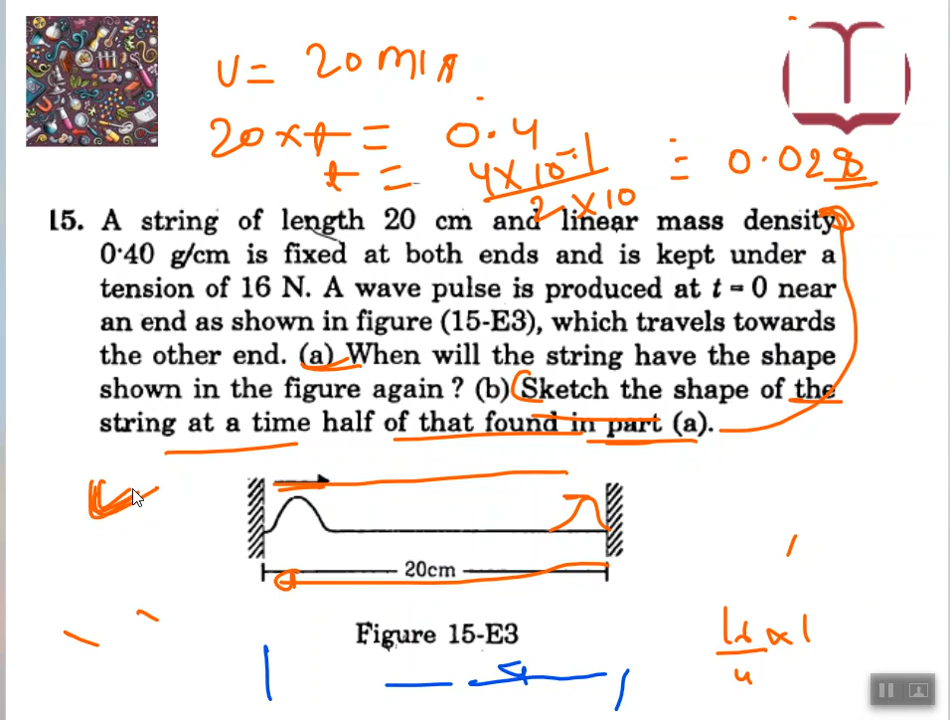 v = 20 m/s
20 × t = 0.4
t = 4 × 10⁻¹ / 2 × 10 = 0.02 s
15. A string of length 20 cm and linear mass density
0·40 g/cm is fixed at both ends and is kept under a
tension of 16 N. A wave pulse is produced at t = 0 near
an end as shown in figure (15-E3), which travels towards
the other end. (a) When will the string have the shape
shown in the figure again ? (b) Sketch the shape of the
string at a time half of that found in part (a).
20cm
Figure 15-E3